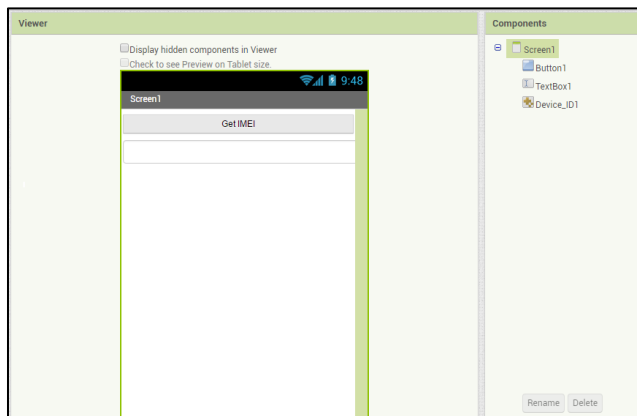 Viewer
Display hidden components in Viewer
Check to see Preview on Tablet size.
9:48
Screen1
Get IMEI
Components
Screen1
Button1
TextBox1
Device_ID1
Rename Delete